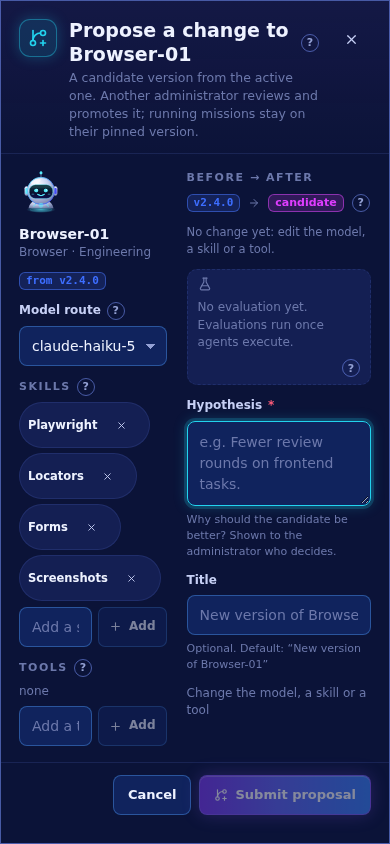 Propose a change to
Browser-01
?
×
A candidate version from the active
one. Another administrator reviews and
promotes it; running missions stay on
their pinned version.
Browser-01
Browser · Engineering
from v2.4.0
Model route ?
claude-haiku-5
SKILLS ?
Playwright ×
Locators ×
Forms ×
Screenshots ×
Add a s
+ Add
TOOLS ?
none
Add a t
+ Add
BEFORE → AFTER
v2.4.0 → candidate ?
No change yet: edit the model,
a skill or a tool.
No evaluation yet.
Evaluations run once
agents execute.
?
Hypothesis *
e.g. Fewer review
rounds on frontend
tasks.
Why should the candidate be
better? Shown to the
administrator who decides.
Title
New version of Browse
Optional. Default: “New version
of Browser-01”
Change the model, a skill or a
tool
Cancel
Submit proposal